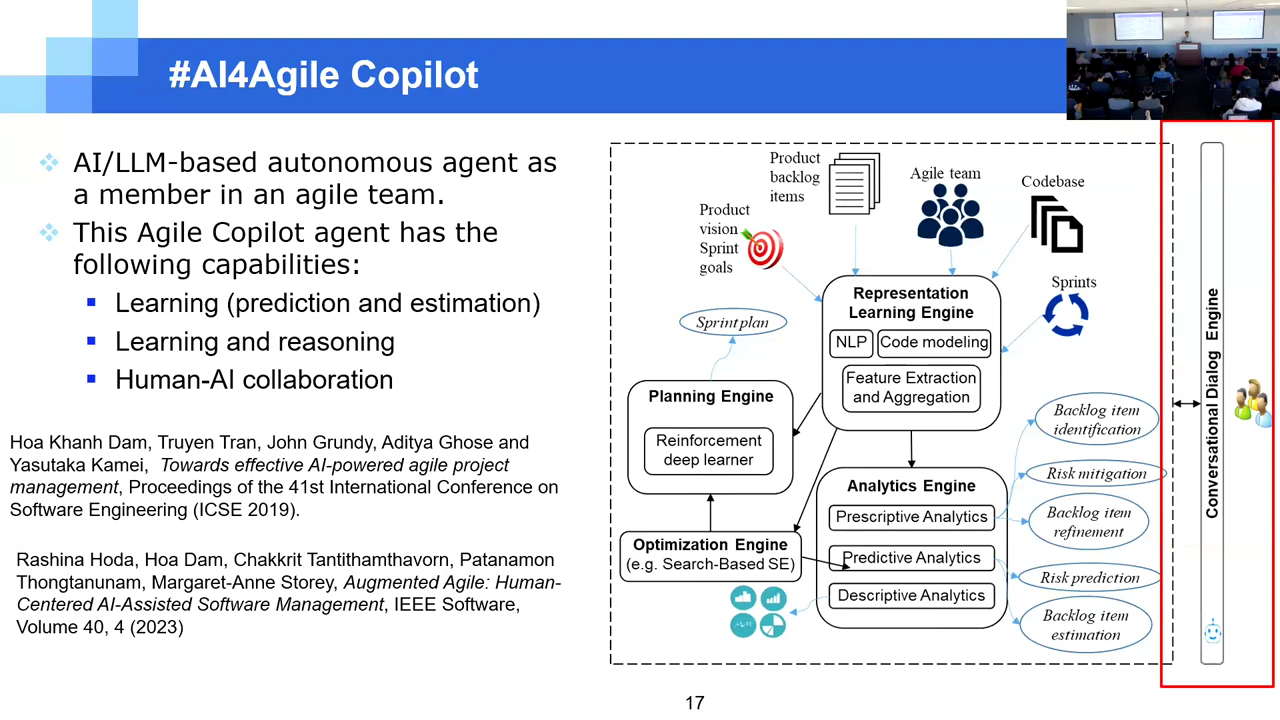 #AI4Agile Copilot
AI/LLM-based autonomous agent as
a member in an agile team.
This Agile Copilot agent has the
following capabilities:
Learning (prediction and estimation)
Learning and reasoning
Human-AI collaboration
Hoa Khanh Dam, Truyen Tran, John Grundy, Aditya Ghose and
Yasutaka Kamei, Towards effective AI-powered agile project
management, Proceedings of the 41st International Conference on
Software Engineering (ICSE 2019).
Rashina Hoda, Hoa Dam, Chakkrit Tantithamthavorn, Patanamon
Thongtanunam, Margaret-Anne Storey, Augmented Agile: Human-
Centered AI-Assisted Software Management, IEEE Software,
Volume 40, 4 (2023)
Product
backlog
items
Agile team
Codebase
Product
vision
Sprint
goals
Sprints
Representation
Learning Engine
NLP
Code modeling
Feature Extraction
and Aggregation
Sprint plan
Planning Engine
Reinforcement
deep learner
Optimization Engine
(e.g. Search-Based SE)
Analytics Engine
Prescriptive Analytics
Predictive Analytics
Descriptive Analytics
Backlog item
identification
Risk mitigation
Backlog item
refinement
Risk prediction
Backlog item
estimation
Conversational Dialog Engine
17